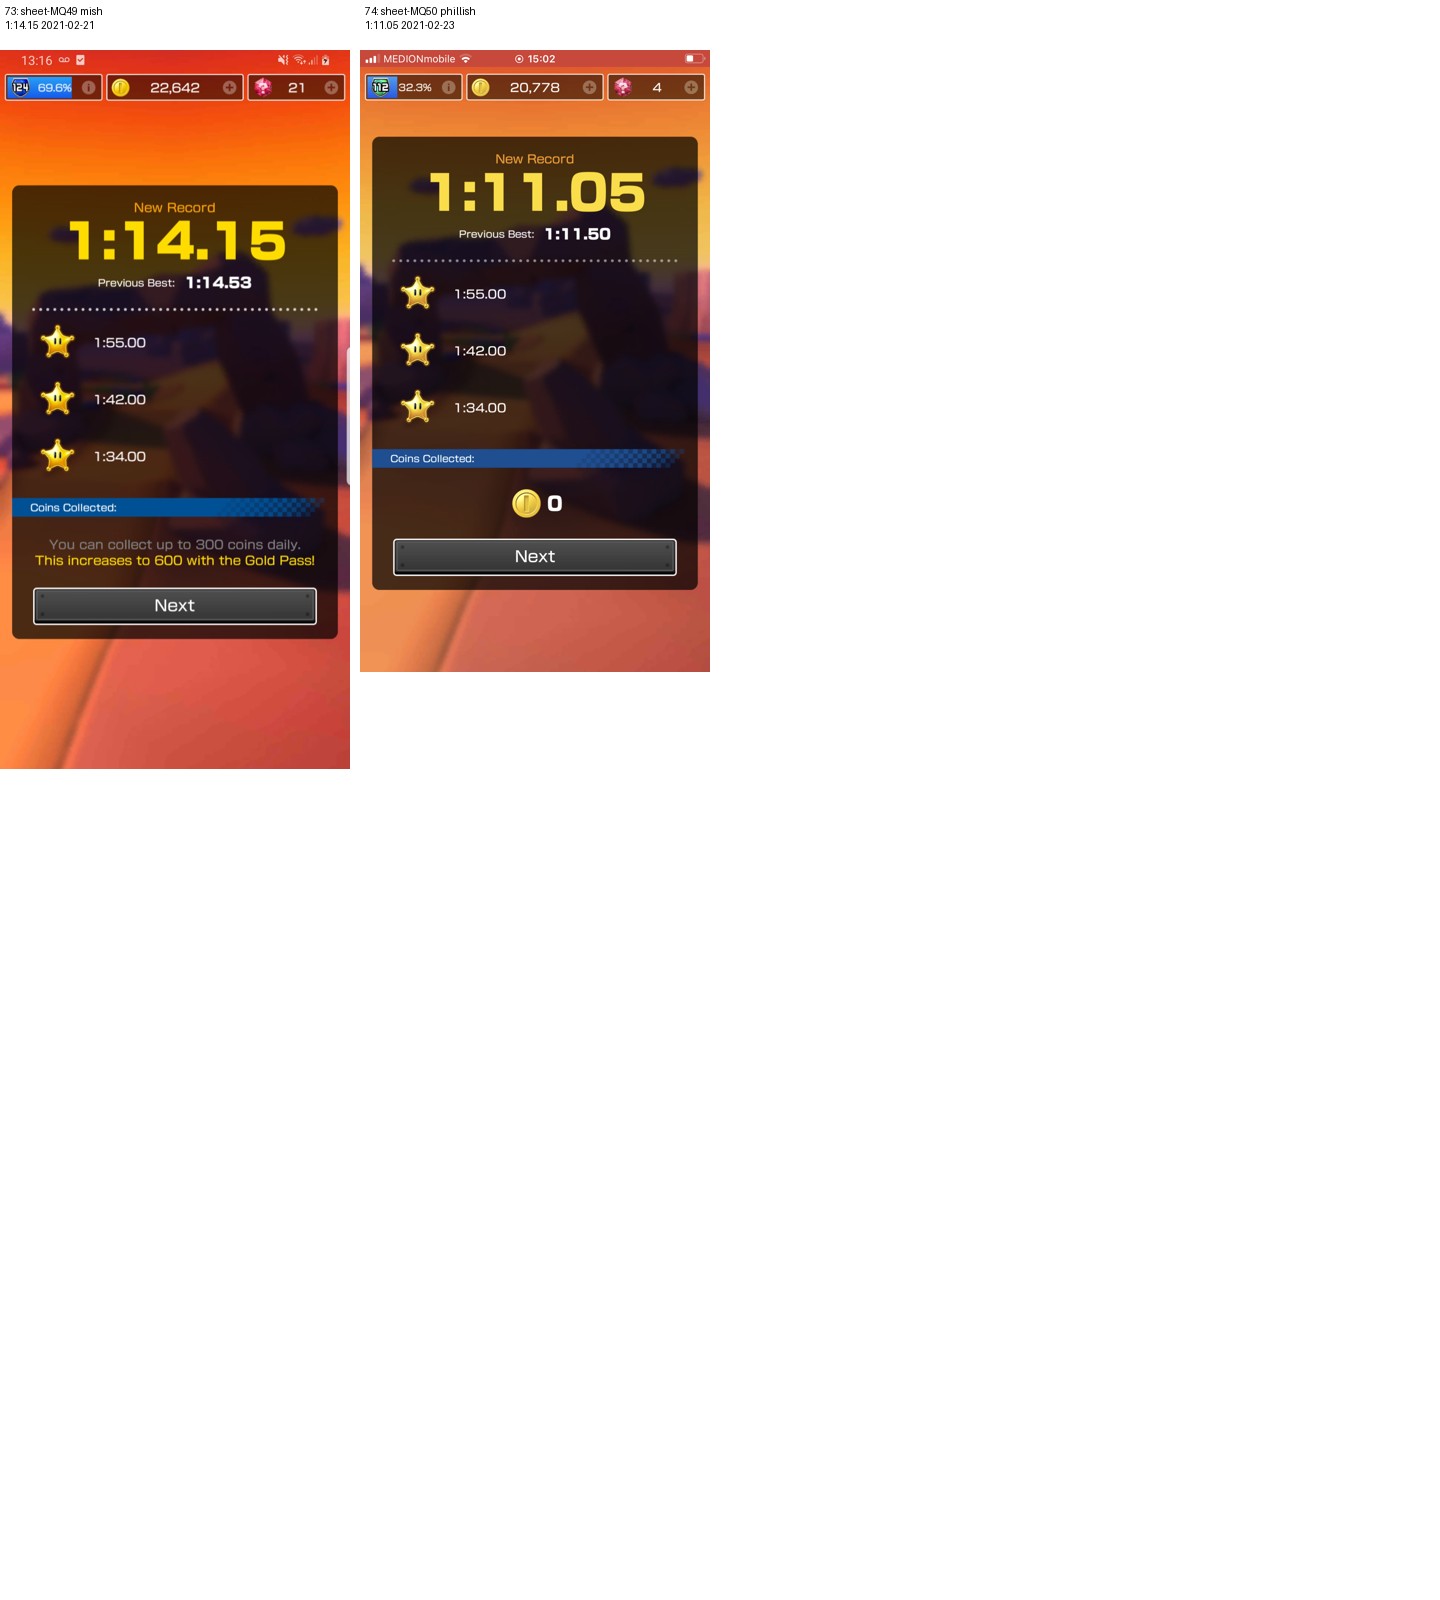 73: sheet-MQ49 mish
1:14.15 2021-02-21
13:16
124 69.6% 22,642 21
New Record
1:14.15
Previous Best: 1:14.53
1:55.00
1:42.00
1:34.00
Coins Collected:
You can collect up to 300 coins daily.
This increases to 600 with the Gold Pass!
Next
74: sheet-MQ50 phillish
1:11.05 2021-02-23
MEDIONmobile 15:02
112 32.3% 20,778 4
New Record
1:11.05
Previous Best: 1:11.50
1:55.00
1:42.00
1:34.00
Coins Collected:
0
Next